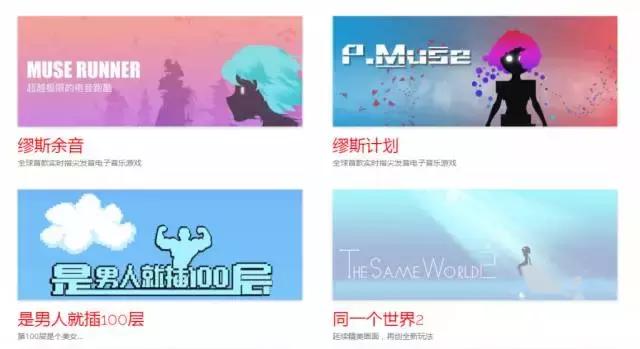 MUSE RUNNER
超越极限的电音跑酷
P.Muse
缪斯余音
全球首款实时指尖发音电子音乐游戏
缪斯计划
全球首款实时指尖发音电子音乐游戏
是男人就插100层
THE SAME WORLD 2
是男人就插100层
第100层是个美女...
同一个世界2
延续精美画面，再创全新玩法